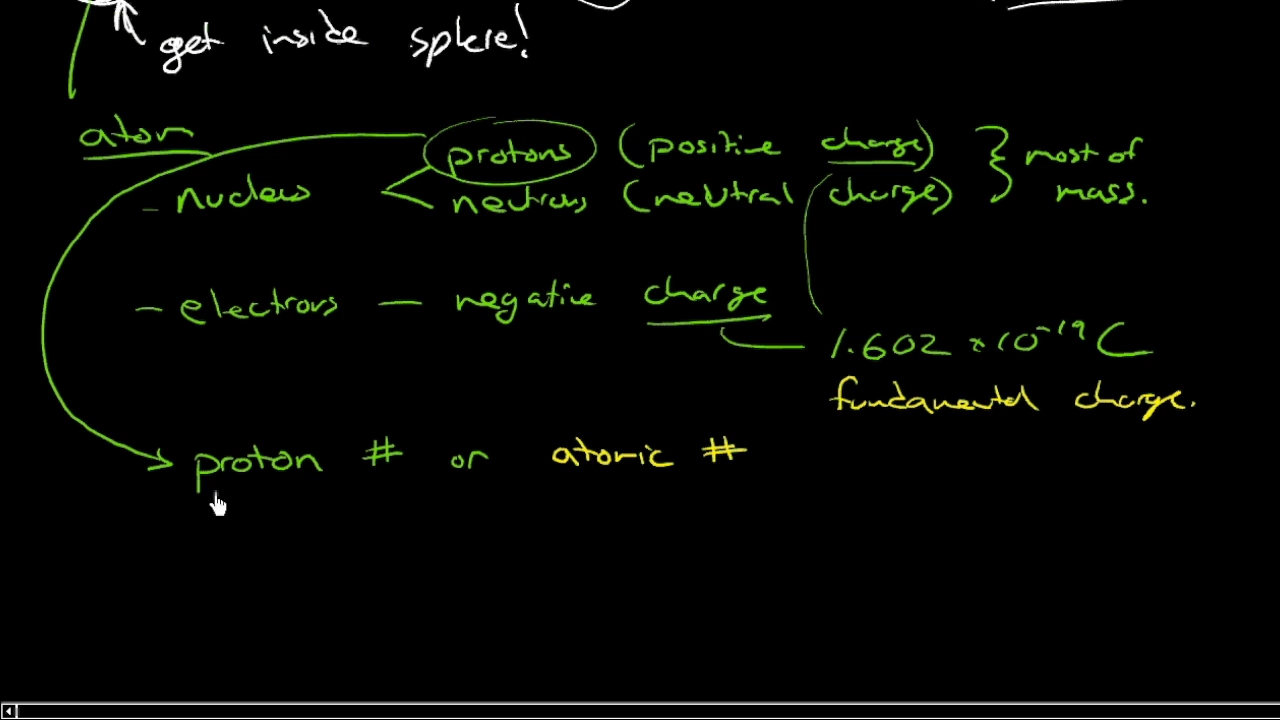 get inside sphere!
atom
protons (positive charge) } most of
- nucleus < neutrons (neutral charge) mass.
- electrons — negative charge
1.602 × 10⁻¹⁹ C
fundamental charge.
proton # or atomic #